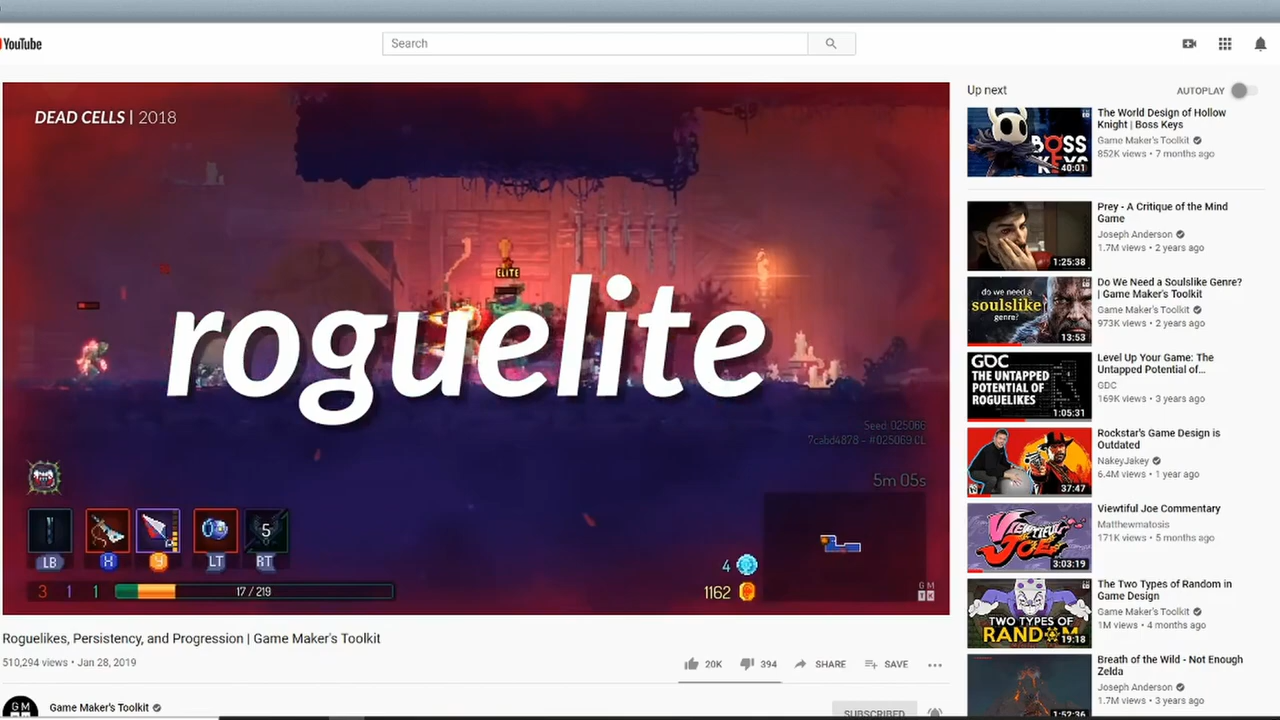 YouTube
Search
DEAD CELLS | 2018
ELITE
roguelite
Seed: 025066
7cabd4878 - #025069.CL
5m 05s
5
LB
H
Y
LT
RT
4
3 1 1
17 / 219
1162
GM
TK
Roguelikes, Persistency, and Progression | Game Maker's Toolkit
510,294 views • Jan 28, 2019
20K
394
SHARE
SAVE
GM
Game Maker's Toolkit
SUBSCRIBED
Up next
AUTOPLAY
BOSS
KEYS
40:01
The World Design of Hollow
Knight | Boss Keys
Game Maker's Toolkit
852K views • 7 months ago
1:25:38
Prey - A Critique of the Mind
Game
Joseph Anderson
1.7M views • 2 years ago
do we need a
soulslike
genre?
13:53
Do We Need a Soulslike Genre?
| Game Maker's Toolkit
Game Maker's Toolkit
973K views • 2 years ago
GDC
THE UNTAPPED
POTENTIAL OF
ROGUELIKES
1:05:31
Level Up Your Game: The
Untapped Potential of...
GDC
169K views • 3 years ago
37:47
Rockstar's Game Design is
Outdated
NakeyJakey
6.4M views • 1 year ago
VIEWTIFUL
JOE
3:03:19
Viewtiful Joe Commentary
Matthewmatosis
171K views • 5 months ago
TWO TYPES OF
RANDOM
19:18
The Two Types of Random in
Game Design
Game Maker's Toolkit
1M views • 4 months ago
1:52:36
Breath of the Wild - Not Enough
Zelda
Joseph Anderson
1.7M views • 3 years ago